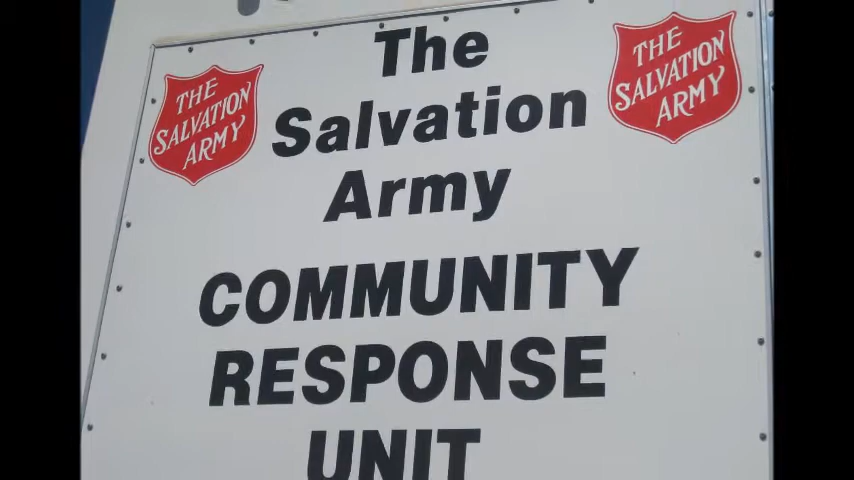 The
Salvation
Army
THE
SALVATION
ARMY
THE
SALVATION
ARMY
COMMUNITY
RESPONSE
UNIT